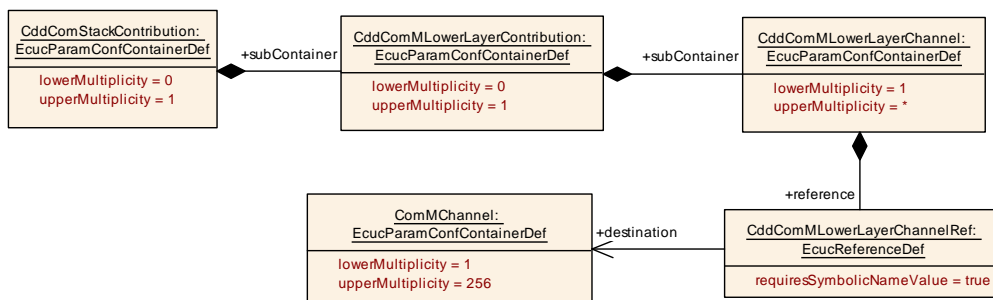 CddComStackContribution:
EcucParamConfContainerDef
lowerMultiplicity = 0
upperMultiplicity = 1
+subContainer
CddComMLowerLayerContribution:
EcucParamConfContainerDef
lowerMultiplicity = 0
upperMultiplicity = 1
+subContainer
CddComMLowerLayerChannel:
EcucParamConfContainerDef
lowerMultiplicity = 1
upperMultiplicity = *
+reference
ComMChannel:
EcucParamConfContainerDef
lowerMultiplicity = 1
upperMultiplicity = 256
+destination
CddComMLowerLayerChannelRef:
EcucReferenceDef
requiresSymbolicNameValue = true